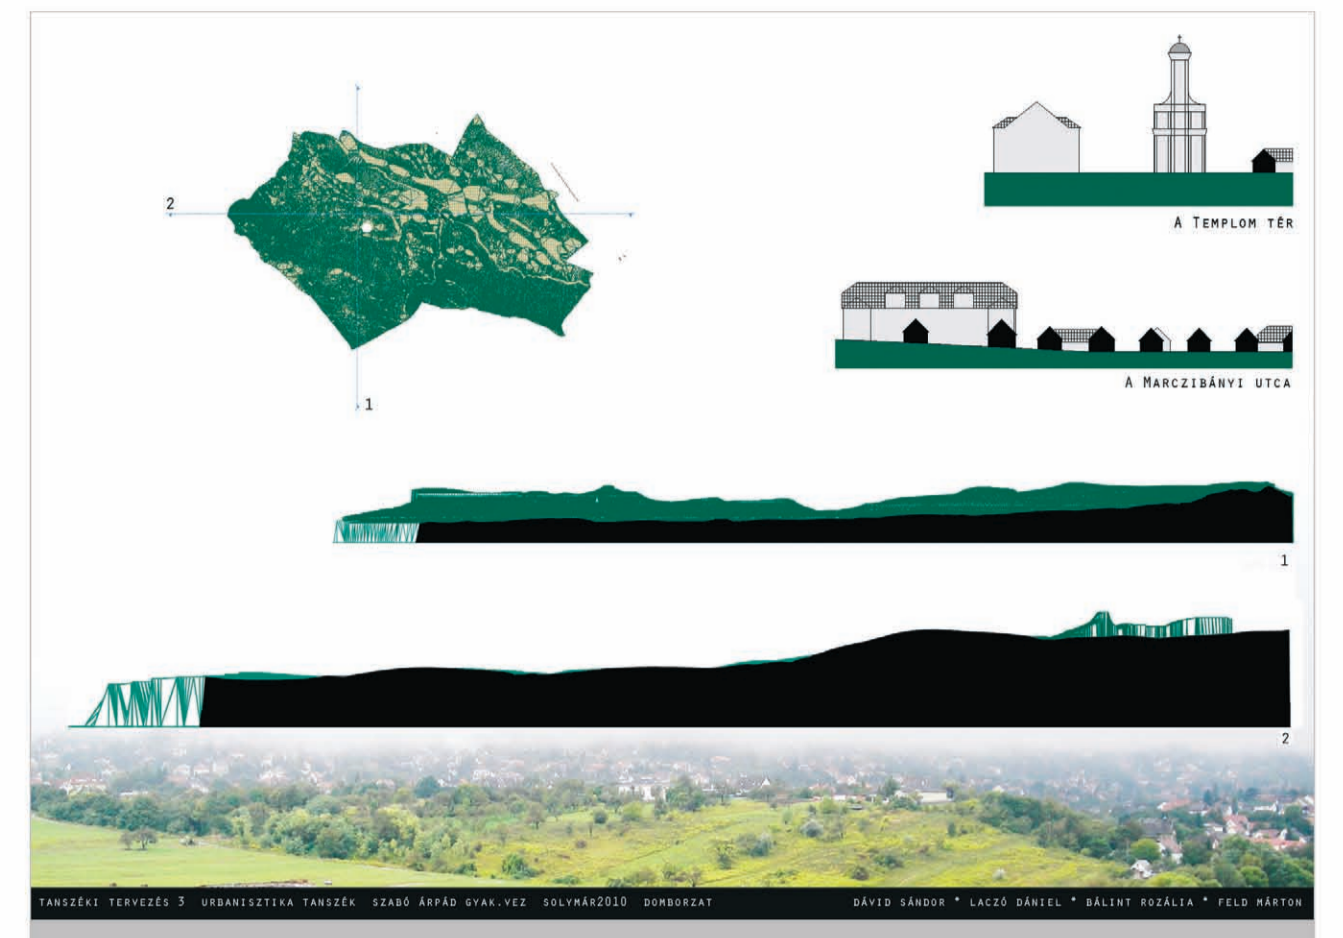 2
1
A TEMPLOM TÉR
A MARCZIBÁNYI UTCA
1
2
TANSZÉKI TERVEZÉS 3 URBANISZTIKA TANSZÉK SZABÓ ÁRPÁD GYAK.VEZ SOLYMÁR2010 DOMBORZAT
DÁVID SÁNDOR * LACZÓ DÁNIEL * BÁLINT ROZÁLIA * FELD MÁRTON